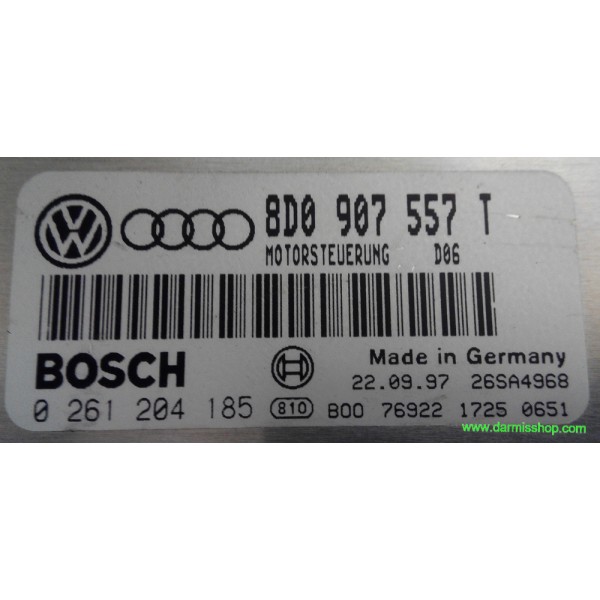 8D0 907 557 T
MOTORSTEUERUNG D06
BOSCH
Made in Germany
22.09.97 26SA4968
0 261 204 185 810 B00 76922 1725 0651
www.darmisshop.com